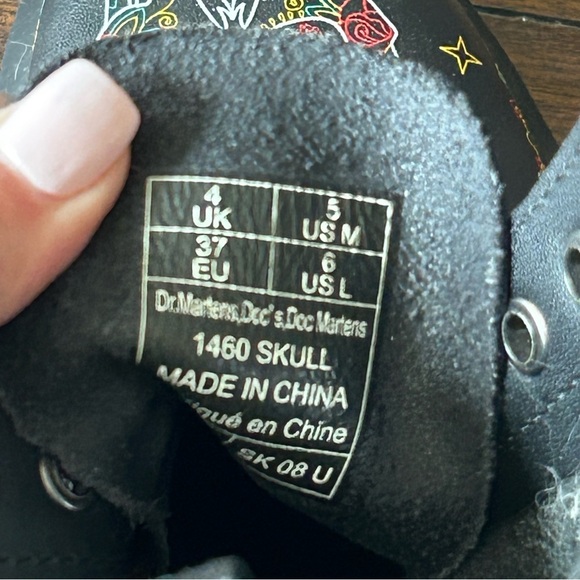 4 UK 5 US M
37 EU 6 US L
Dr.Martens,Doc's,Doc Martens
1460 SKULL
MADE IN CHINA
iqué en Chine
SK 08 U